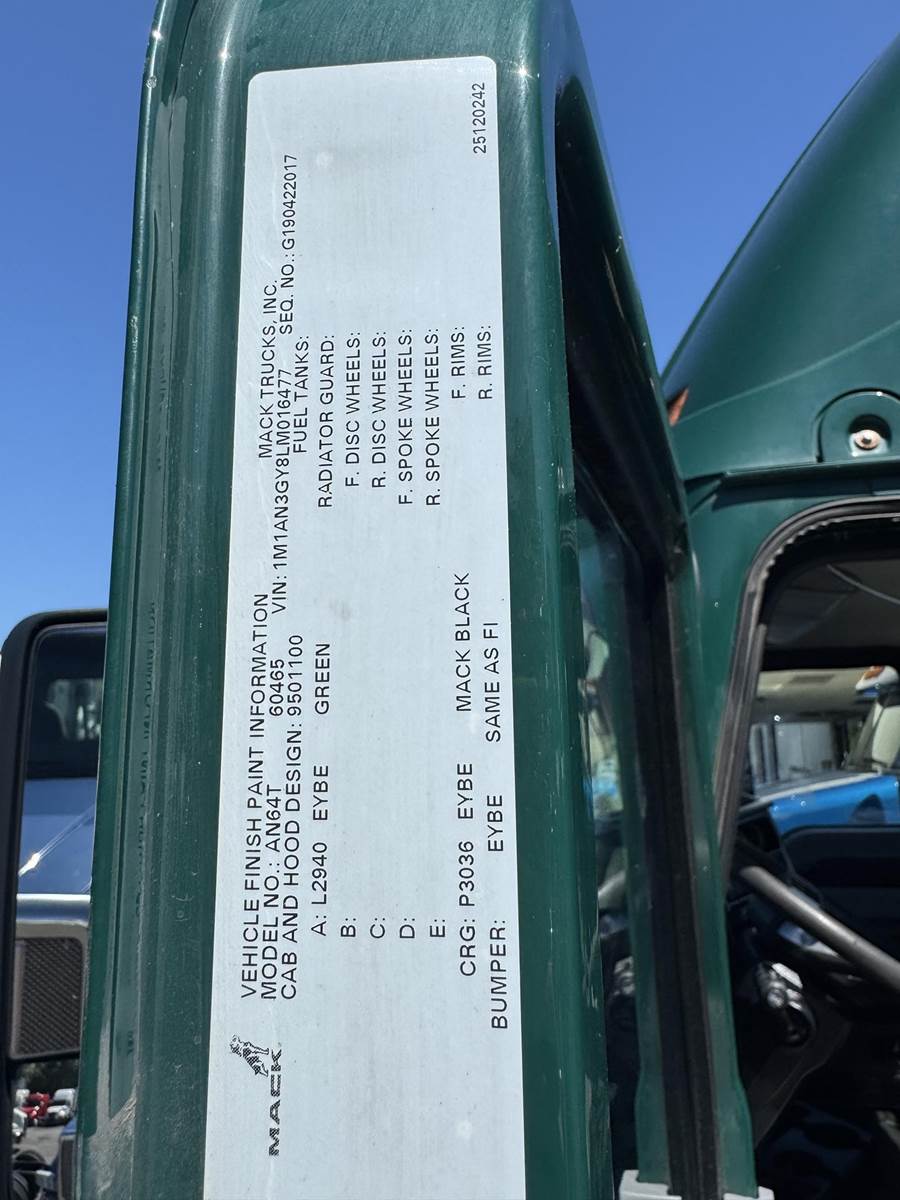 MACK
VEHICLE FINISH PAINT INFORMATION MACK TRUCKS, INC.
MODEL NO.: AN64T 60465 VIN: 1M1AN3GY8LM016477 SEQ. NO.: G190422017
CAB AND HOOD DESIGN: 9501100 FUEL TANKS:
A: L2940 EYBE GREEN RADIATOR GUARD:
B: F. DISC WHEELS:
C: R. DISC WHEELS:
D: F. SPOKE WHEELS:
E: R. SPOKE WHEELS:
CRG: P3036 EYBE MACK BLACK F. RIMS:
BUMPER: EYBE SAME AS FI R. RIMS:
25120242